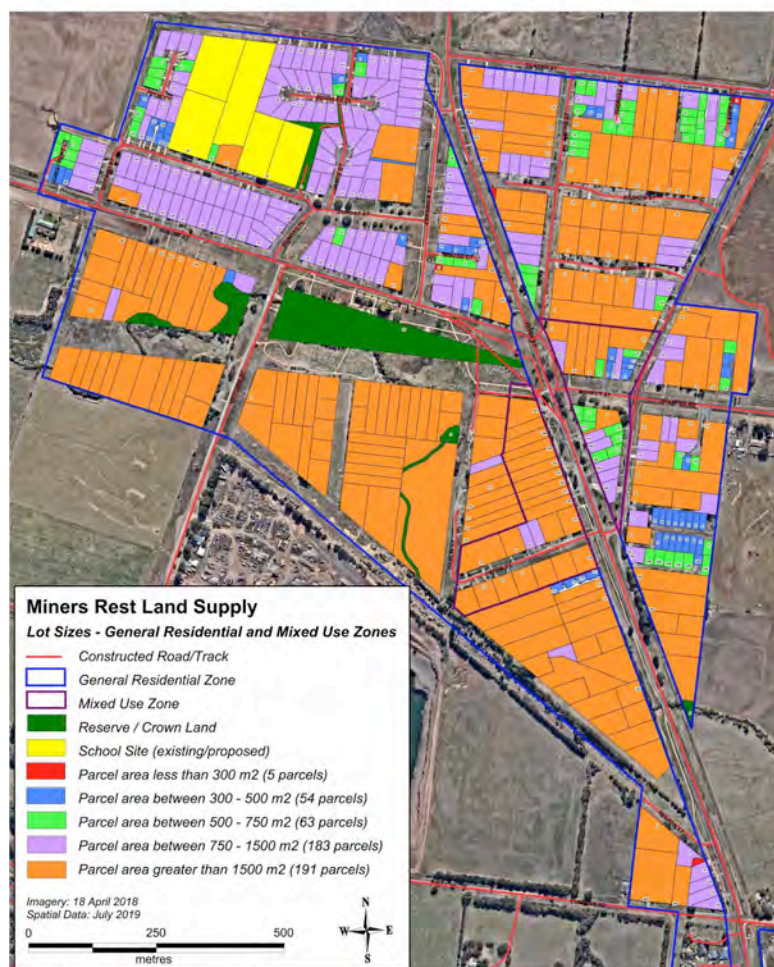 Miners Rest Land Supply
Lot Sizes - General Residential and Mixed Use Zones
Constructed Road/Track
General Residential Zone
Mixed Use Zone
Reserve / Crown Land
School Site (existing/proposed)
Parcel area less than 300 m2 (5 parcels)
Parcel area between 300 - 500 m2 (54 parcels)
Parcel area between 500 - 750 m2 (63 parcels)
Parcel area between 750 - 1500 m2 (183 parcels)
Parcel area greater than 1500 m2 (191 parcels)
Imagery: 18 April 2018
Spatial Data: July 2019
N
W E
S
0 250 500
metres